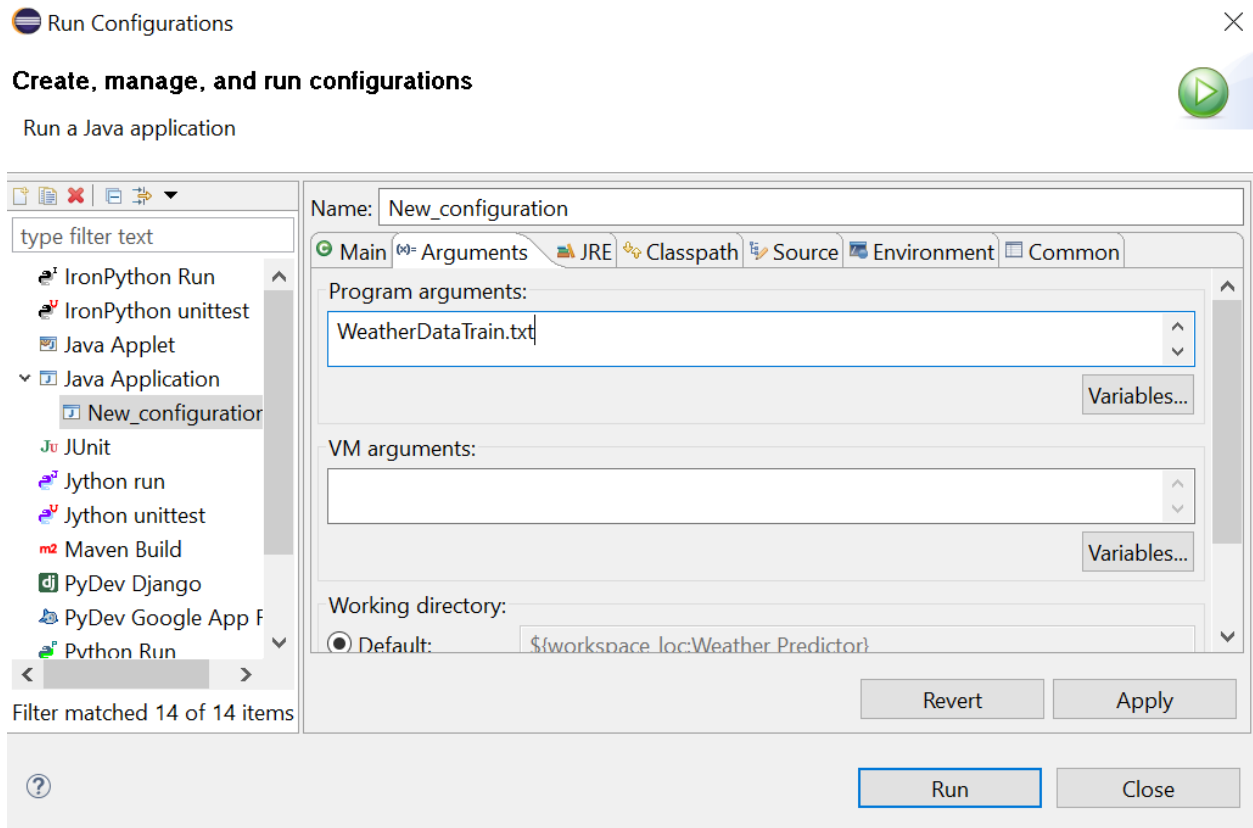 Run Configurations
Create, manage, and run configurations
Run a Java application
type filter text
IronPython Run
IronPython unittest
Java Applet
Java Application
New_configuration
JUnit
Jython run
Jython unittest
Maven Build
PyDev Django
PyDev Google App
Python Run
Filter matched 14 of 14 items
Name: New_configuration
Main (x)= Arguments JRE Classpath Source Environment Common
Program arguments:
WeatherDataTrain.txt
Variables...
VM arguments:
Variables...
Working directory:
Default: ${workspace_loc:Weather Predictor}
Revert Apply
Run Close